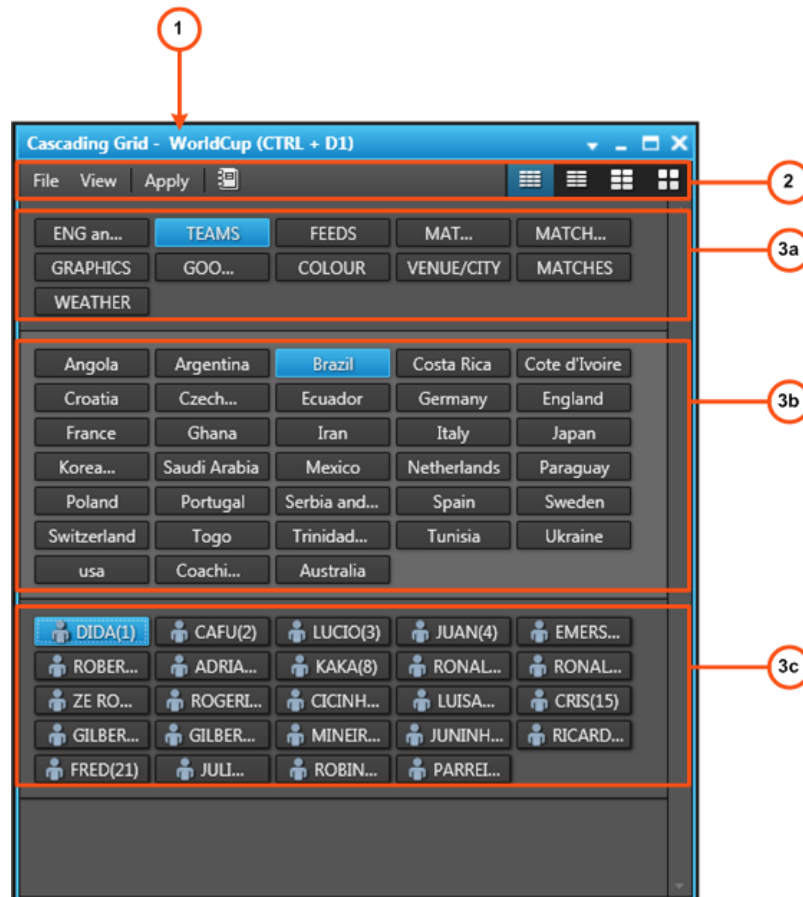 1
Cascading Grid - WorldCup (CTRL + D1)
File View Apply
2
ENG an... TEAMS FEEDS MAT... MATCH...
3a
GRAPHICS GOO... COLOUR VENUE/CITY MATCHES
WEATHER
Angola Argentina Brazil Costa Rica Cote d'Ivoire
Croatia Czech... Ecuador Germany England
3b
France Ghana Iran Italy Japan
Korea... Saudi Arabia Mexico Netherlands Paraguay
Poland Portugal Serbia and... Spain Sweden
Switzerland Togo Trinidad... Tunisia Ukraine
usa Coachi... Australia
DIDA(1) CAFU(2) LUCIO(3) JUAN(4) EMERS...
ROBER... ADRIA... KAKA(8) RONAL... RONAL...
3c
ZE RO... ROGERI... CICINH... LUISA... CRIS(15)
GILBER... GILBER... MINEIR... JUNINH... RICARD...
FRED(21) JULI... ROBIN... PARREI...